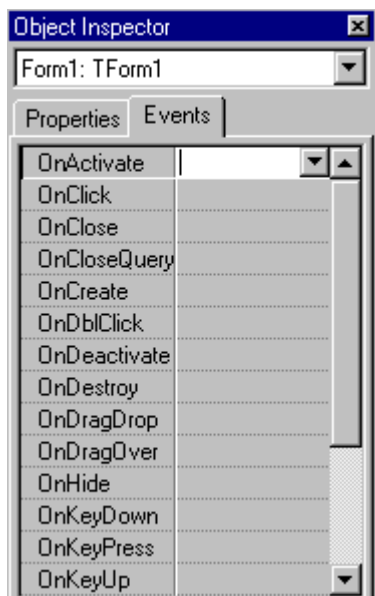 Object Inspector
Form1: TForm1
Properties Events
OnActivate
OnClick
OnClose
OnCloseQuery
OnCreate
OnDblClick
OnDeactivate
OnDestroy
OnDragDrop
OnDragOver
OnHide
OnKeyDown
OnKeyPress
OnKeyUp